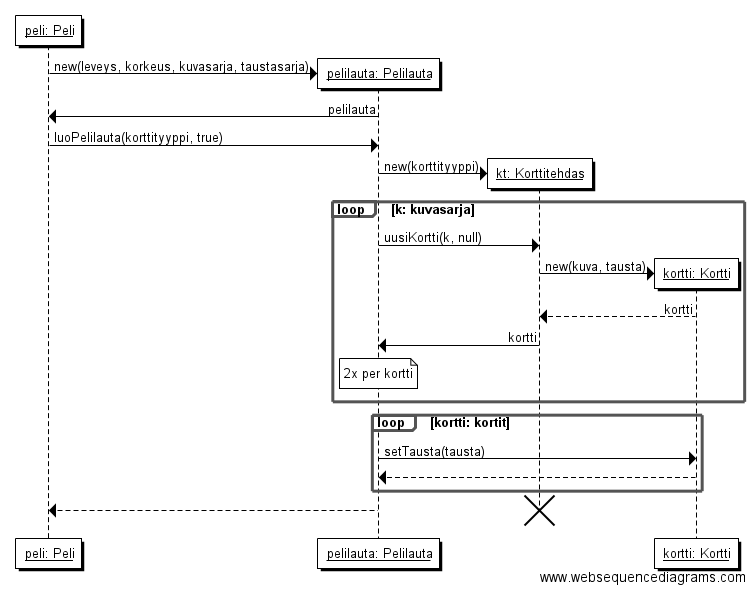 peli: Peli
new(leveys, korkeus, kuvasarja, taustasarja)
pelilauta: Pelilauta
pelilauta
luoPelilauta(korttityyppi, true)
new(korttityyppi)
kt: Korttitehdas
loop [k: kuvasarja]
uusiKortti(k, null)
new(kuva, tausta)
kortti: Kortti
kortti
kortti
2x per kortti
loop [kortti: kortit]
setTausta(tausta)
peli: Peli pelilauta: Pelilauta kortti: Kortti
www.websequencediagrams.com